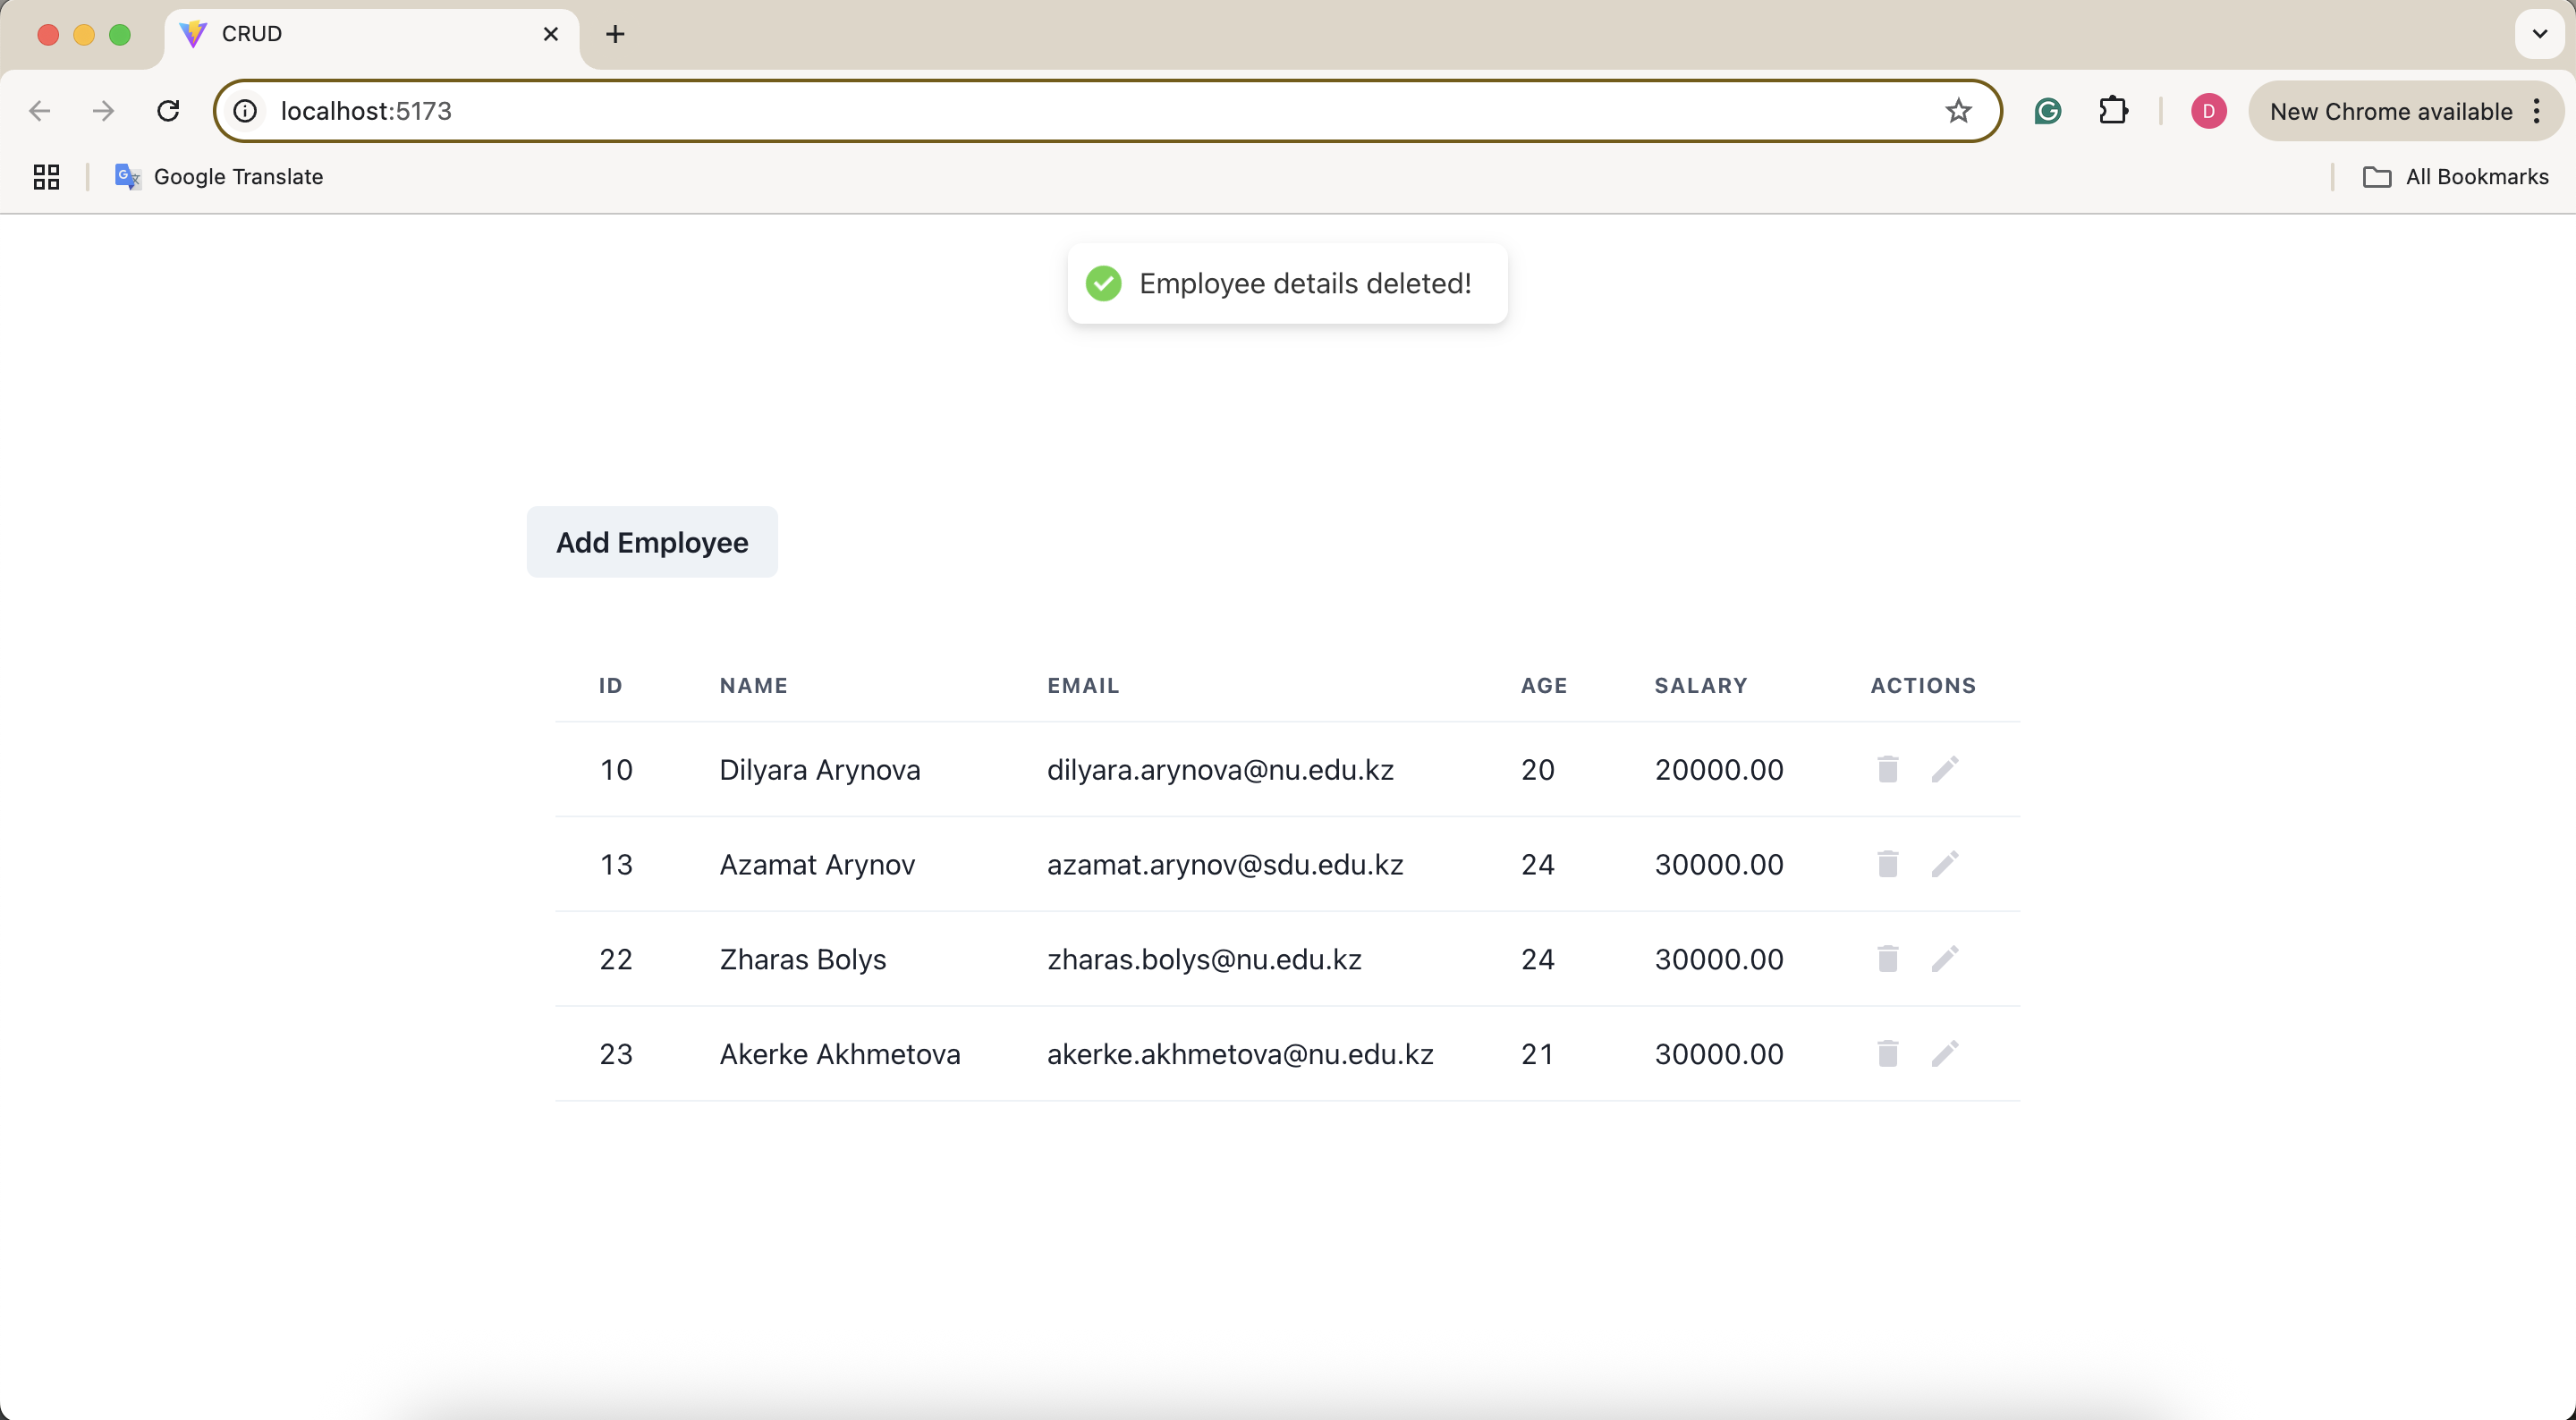 CRUD
localhost:5173
D
New Chrome available
Google Translate
All Bookmarks
Employee details deleted!
Add Employee
ID NAME EMAIL AGE SALARY ACTIONS
10 Dilyara Arynova dilyara.arynova@nu.edu.kz 20 20000.00
13 Azamat Arynov azamat.arynov@sdu.edu.kz 24 30000.00
22 Zharas Bolys zharas.bolys@nu.edu.kz 24 30000.00
23 Akerke Akhmetova akerke.akhmetova@nu.edu.kz 21 30000.00